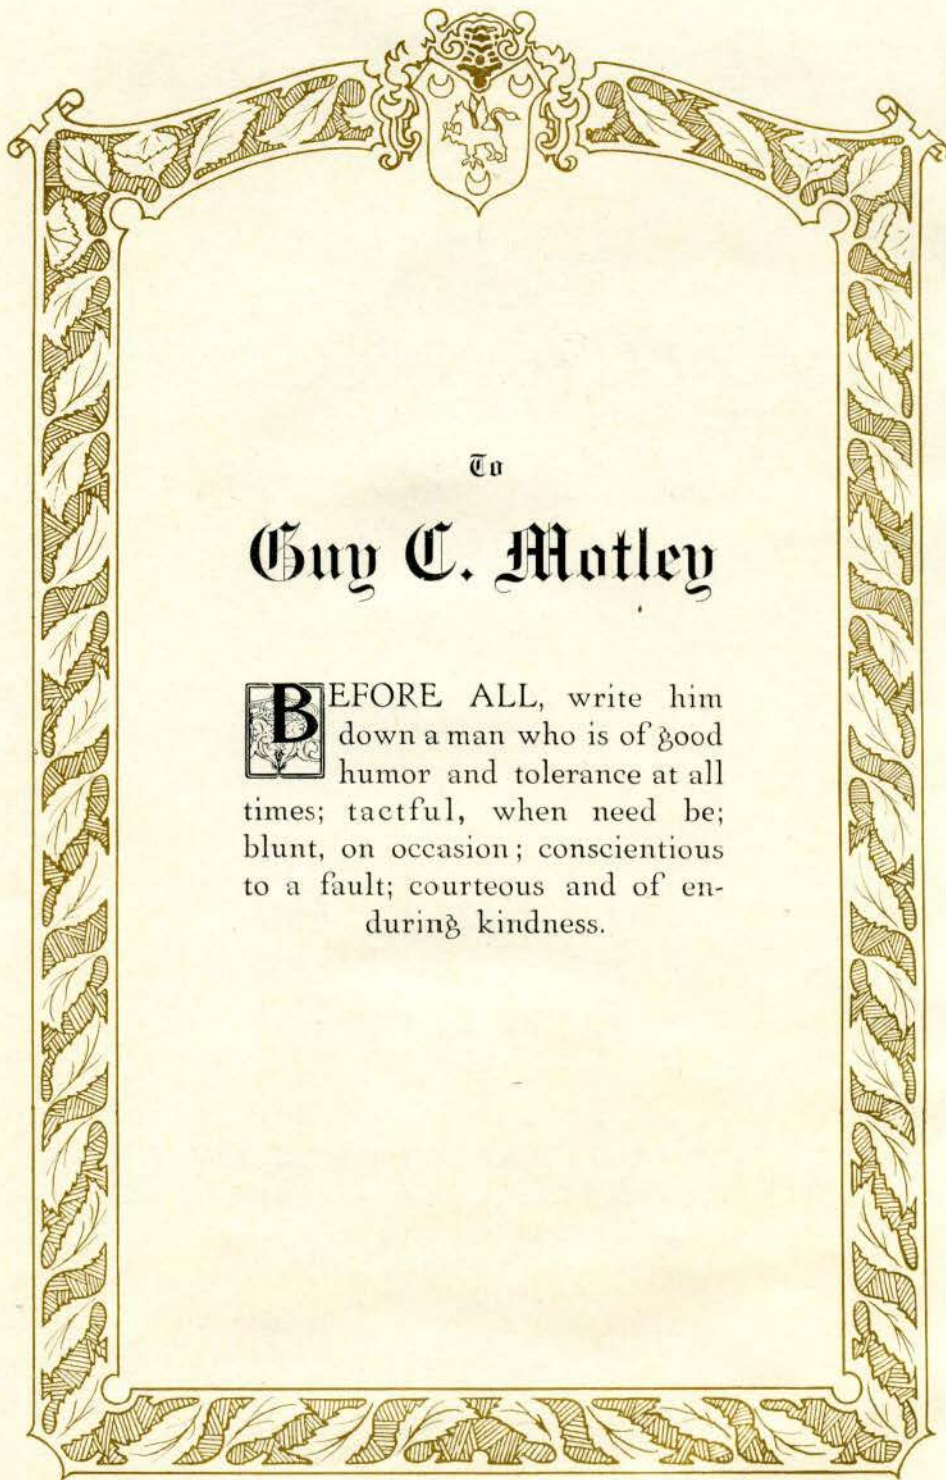 To
Guy C. Motley
BEFORE ALL, write him
down a man who is of good
humor and tolerance at all
times; tactful, when need be;
blunt, on occasion; conscientious
to a fault; courteous and of en-
during kindness.